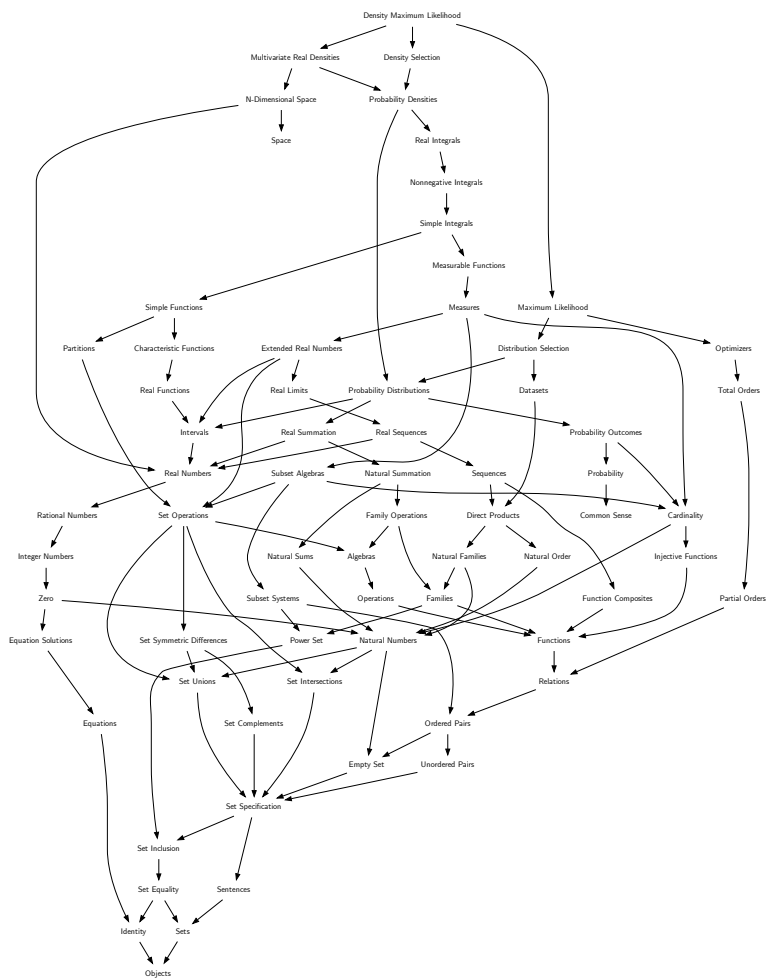 Density Maximum Likelihood
Multivariate Real Densities
Density Selection
N-Dimensional Space
Probability Densities
Space
Real Integrals
Nonnegative Integrals
Simple Integrals
Measurable Functions
Simple Functions
Measures
Maximum Likelihood
Partitions
Characteristic Functions
Extended Real Numbers
Distribution Selection
Optimizers
Real Functions
Real Limits
Probability Distributions
Datasets
Total Orders
Intervals
Real Summation
Real Sequences
Probability Outcomes
Real Numbers
Subset Algebras
Natural Summation
Sequences
Probability
Rational Numbers
Set Operations
Family Operations
Direct Products
Common Sense
Cardinality
Integer Numbers
Natural Sums
Algebras
Natural Families
Natural Order
Injective Functions
Zero
Subset Systems
Operations
Families
Function Composites
Partial Orders
Equation Solutions
Set Symmetric Differences
Power Set
Natural Numbers
Functions
Set Unions
Set Intersections
Relations
Equations
Set Complements
Ordered Pairs
Empty Set
Unordered Pairs
Set Specification
Set Inclusion
Set Equality
Sentences
Identity
Sets
Objects